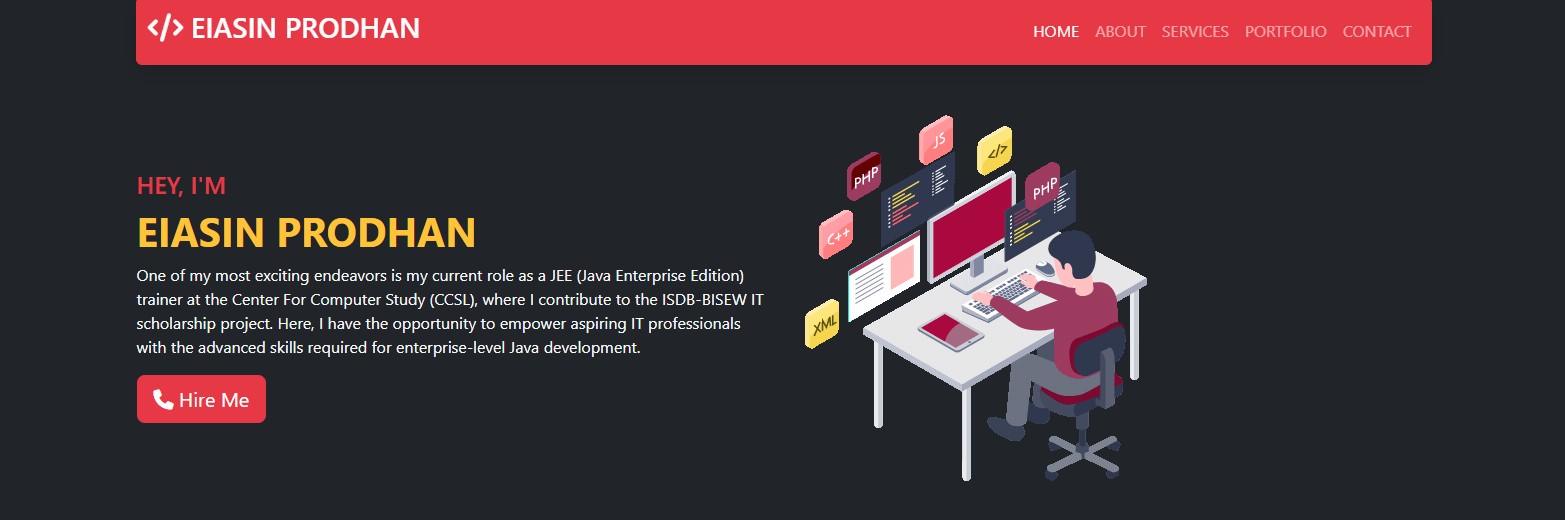 </> EIASIN PRODHAN
HOME ABOUT SERVICES PORTFOLIO CONTACT
HEY, I'M
EIASIN PRODHAN
One of my most exciting endeavors is my current role as a JEE (Java Enterprise Edition)
trainer at the Center For Computer Study (CCSL), where I contribute to the ISDB-BISEW IT
scholarship project. Here, I have the opportunity to empower aspiring IT professionals
with the advanced skills required for enterprise-level Java development.
Hire Me
JS
</>
PHP
PHP
C++
XML